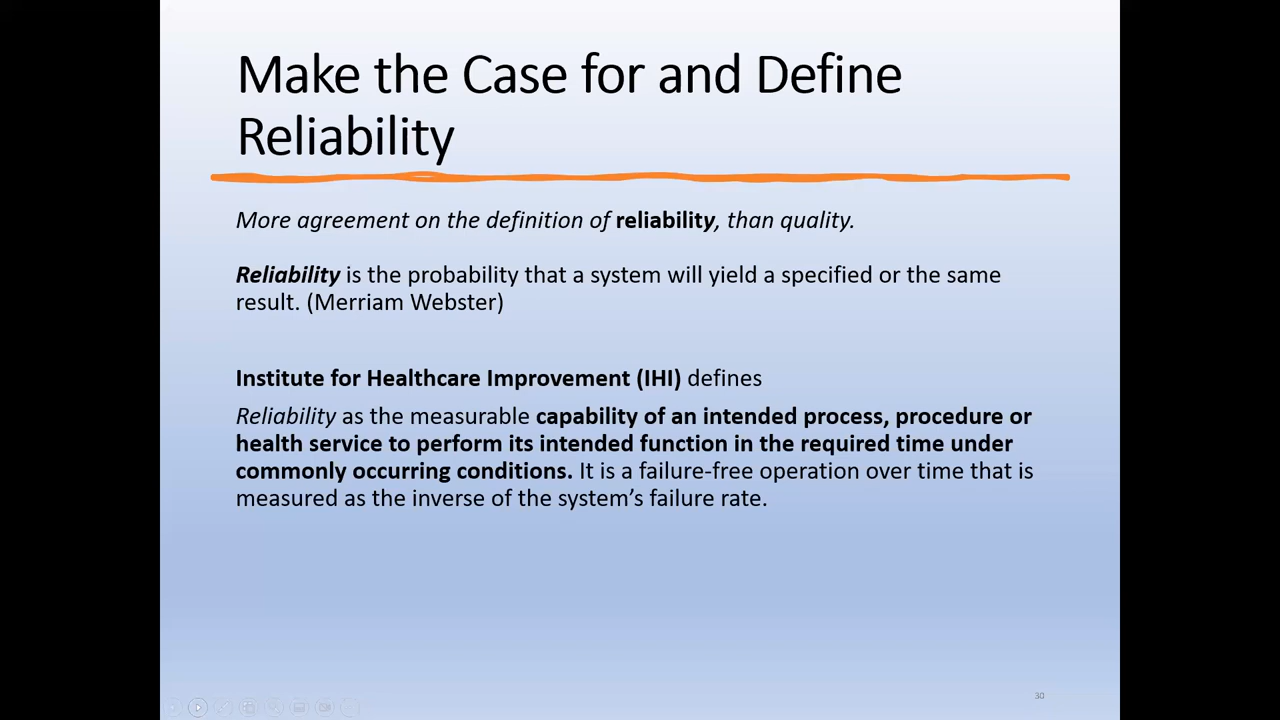 Make the Case for and Define
Reliability
More agreement on the definition of reliability, than quality.
Reliability is the probability that a system will yield a specified or the same
result. (Merriam Webster)
Institute for Healthcare Improvement (IHI) defines
Reliability as the measurable capability of an intended process, procedure or
health service to perform its intended function in the required time under
commonly occurring conditions. It is a failure-free operation over time that is
measured as the inverse of the system’s failure rate.
30